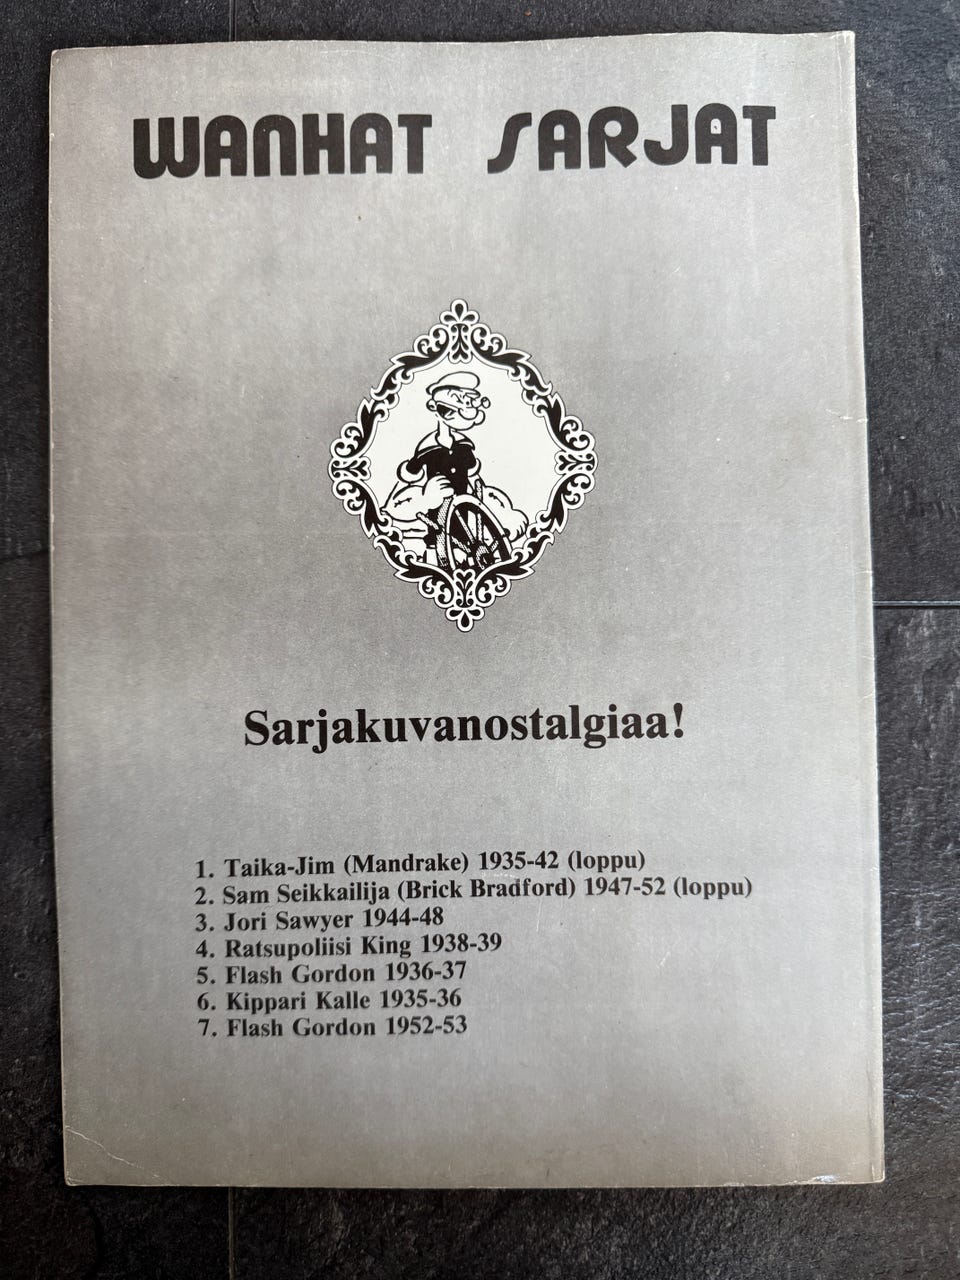 WANHAT SARJAT
Sarjakuvanostalgiaa!
1. Taika-Jim (Mandrake) 1935-42 (loppu)
2. Sam Seikkailija (Brick Bradford) 1947-52 (loppu)
3. Jori Sawyer 1944-48
4. Ratsupoliisi King 1938-39
5. Flash Gordon 1936-37
6. Kippari Kalle 1935-36
7. Flash Gordon 1952-53